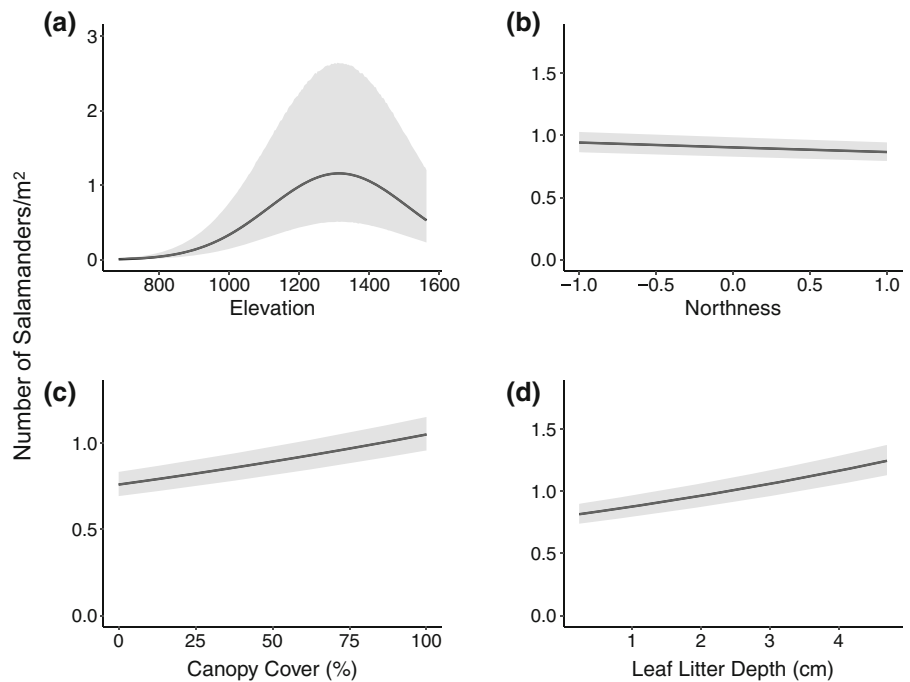 Number of Salamanders/m²
(a)
3
2
1
0
800 1000 1200 1400 1600
Elevation
(b)
1.5
1.0
0.5
0.0
−1.0 −0.5 0.0 0.5 1.0
Northness
(c)
1.0
0.5
0.0
0 25 50 75 100
Canopy Cover (%)
(d)
1.5
1.0
0.5
0.0
1 2 3 4
Leaf Litter Depth (cm)